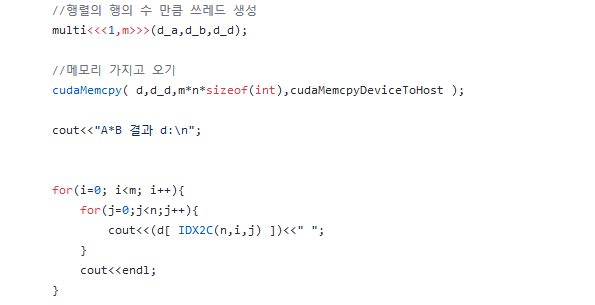 //행렬의 행의 수 만큼 쓰레드 생성
multi<<<1,m>>>(d_a,d_b,d_d);
//메모리 가지고 오기
cudaMemcpy( d,d_d,m*n*sizeof(int),cudaMemcpyDeviceToHost );
cout<<"A*B 결과 d:\n";
for(i=0; i<m; i++){
for(j=0;j<n;j++){
cout<<(d[ IDX2C(n,i,j) ])<<" ";
}
cout<<endl;
}